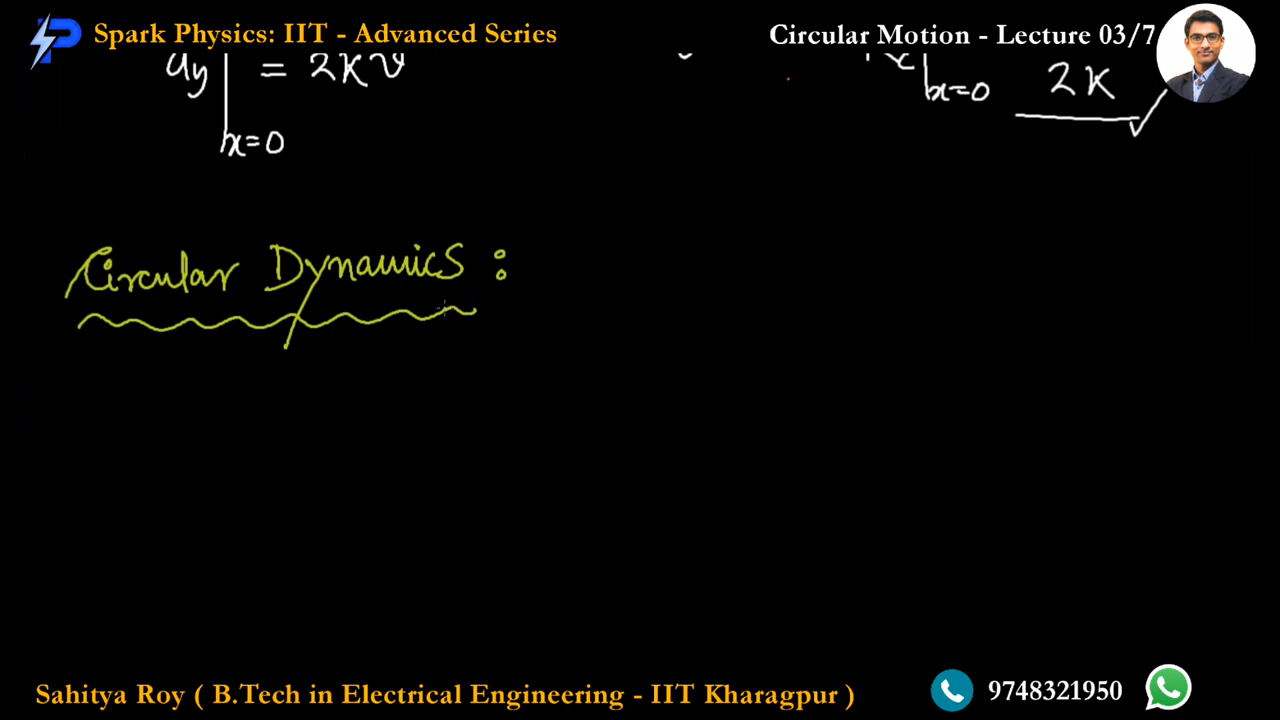 Spark Physics: IIT - Advanced Series
Circular Motion - Lecture 03/7
ay | = 2Kv
x=0
x=0
2K
Circular Dynamics :
Sahitya Roy ( B.Tech in Electrical Engineering - IIT Kharagpur )
9748321950